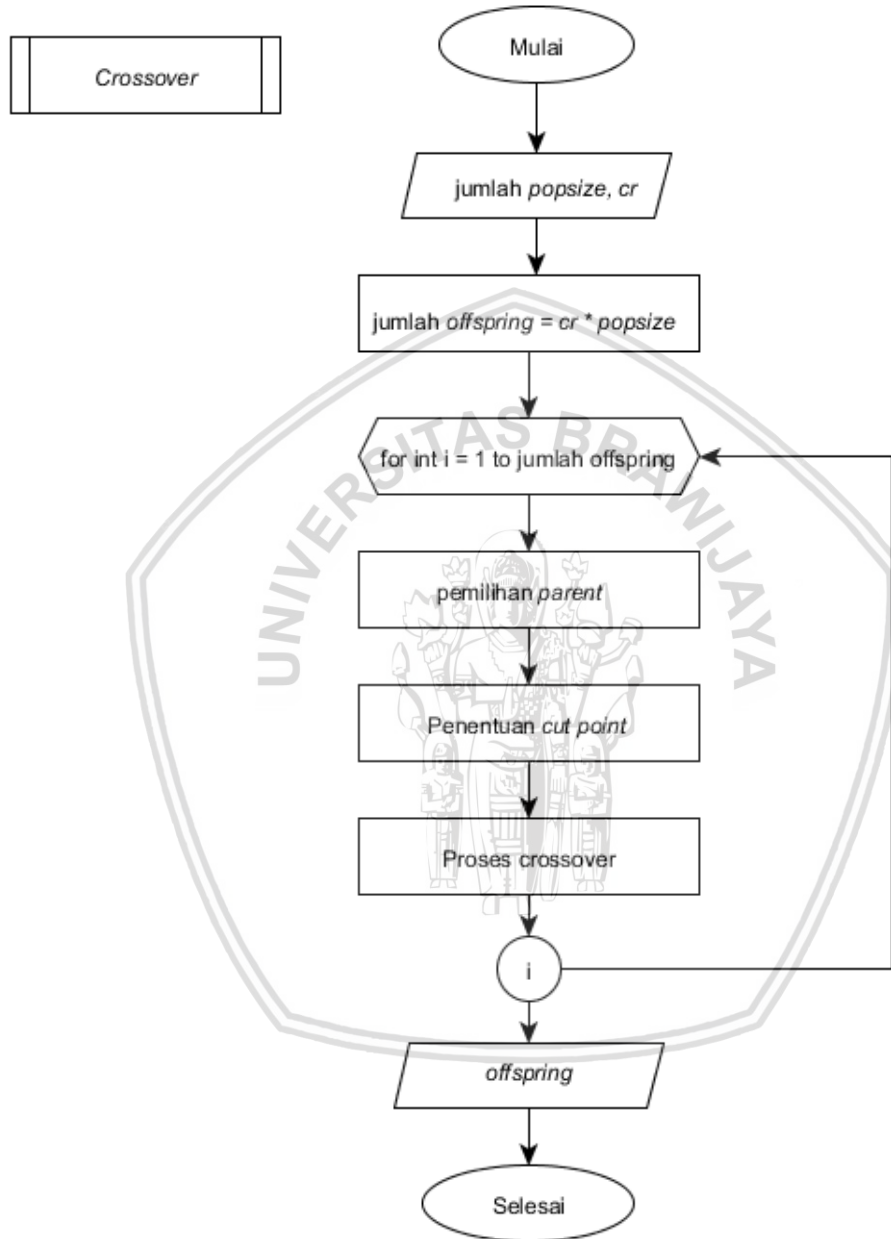 Crossover
Mulai
jumlah popsize, cr
jumlah offspring = cr * popsize
for int i = 1 to jumlah offspring
pemilihan parent
Penentuan cut point
Proses crossover
i
offspring
Selesai
UNIVERSITAS BRAWIJAYA